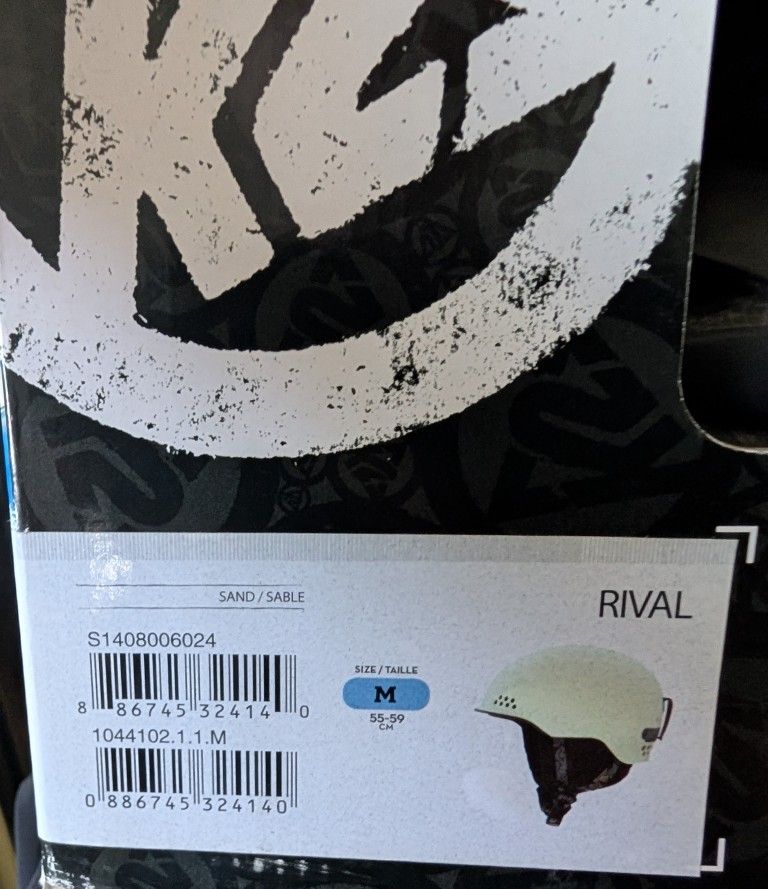 SAND / SABLE
RIVAL
S1408006024
8 86745 32414 0
SIZE / TAILLE
M
55-59
CM
1044102.1.1.M
0 886745 324140